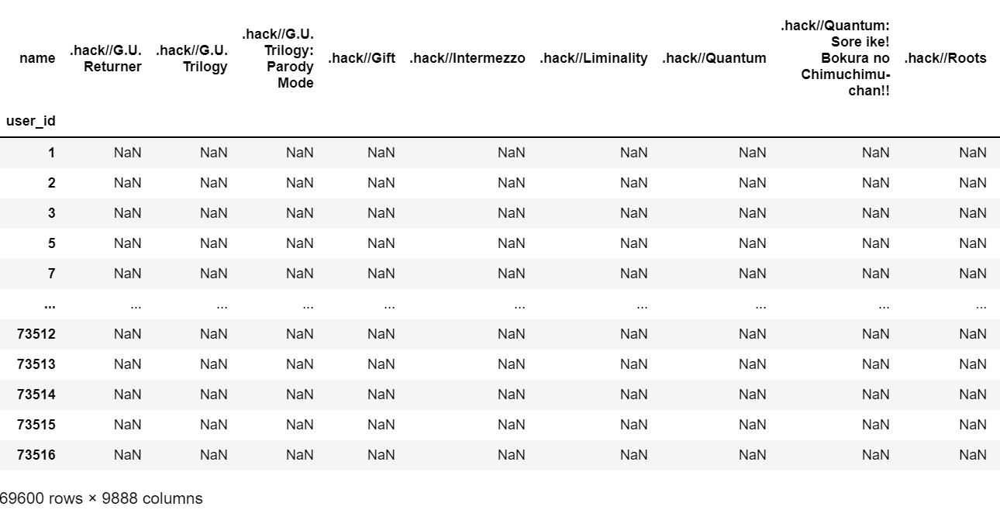 name .hack//G.U. Returner .hack//G.U. Trilogy .hack//G.U. Trilogy: Parody Mode .hack//Gift .hack//Intermezzo .hack//Liminality .hack//Quantum .hack//Quantum: Sore ike! Bokura no Chimuchimu-chan!! .hack//Roots
user_id
1 NaN NaN NaN NaN NaN NaN NaN NaN NaN
2 NaN NaN NaN NaN NaN NaN NaN NaN NaN
3 NaN NaN NaN NaN NaN NaN NaN NaN NaN
5 NaN NaN NaN NaN NaN NaN NaN NaN NaN
7 NaN NaN NaN NaN NaN NaN NaN NaN NaN
... ... ... ... ... ... ... ... ... ...
73512 NaN NaN NaN NaN NaN NaN NaN NaN NaN
73513 NaN NaN NaN NaN NaN NaN NaN NaN NaN
73514 NaN NaN NaN NaN NaN NaN NaN NaN NaN
73515 NaN NaN NaN NaN NaN NaN NaN NaN NaN
73516 NaN NaN NaN NaN NaN NaN NaN NaN NaN
69600 rows × 9888 columns